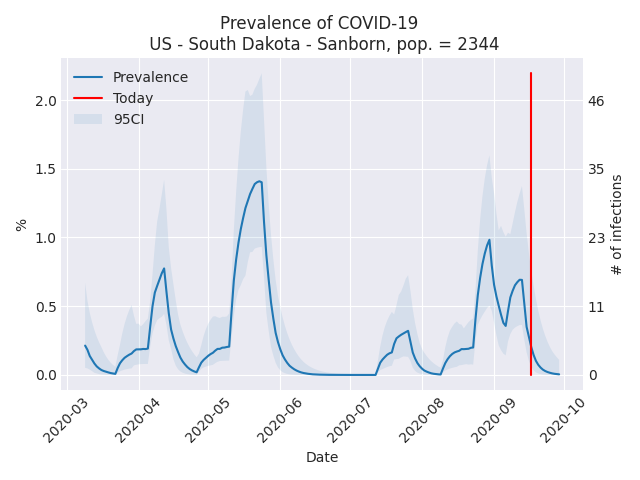 Prevalence of COVID-19
US - South Dakota - Sanborn, pop. = 2344
Prevalence
Today
95CI
2.0
1.5
1.0
0.5
0.0
%
46
35
23
11
0
# of infections
2020-03
2020-04
2020-05
2020-06
2020-07
2020-08
2020-09
2020-10
Date